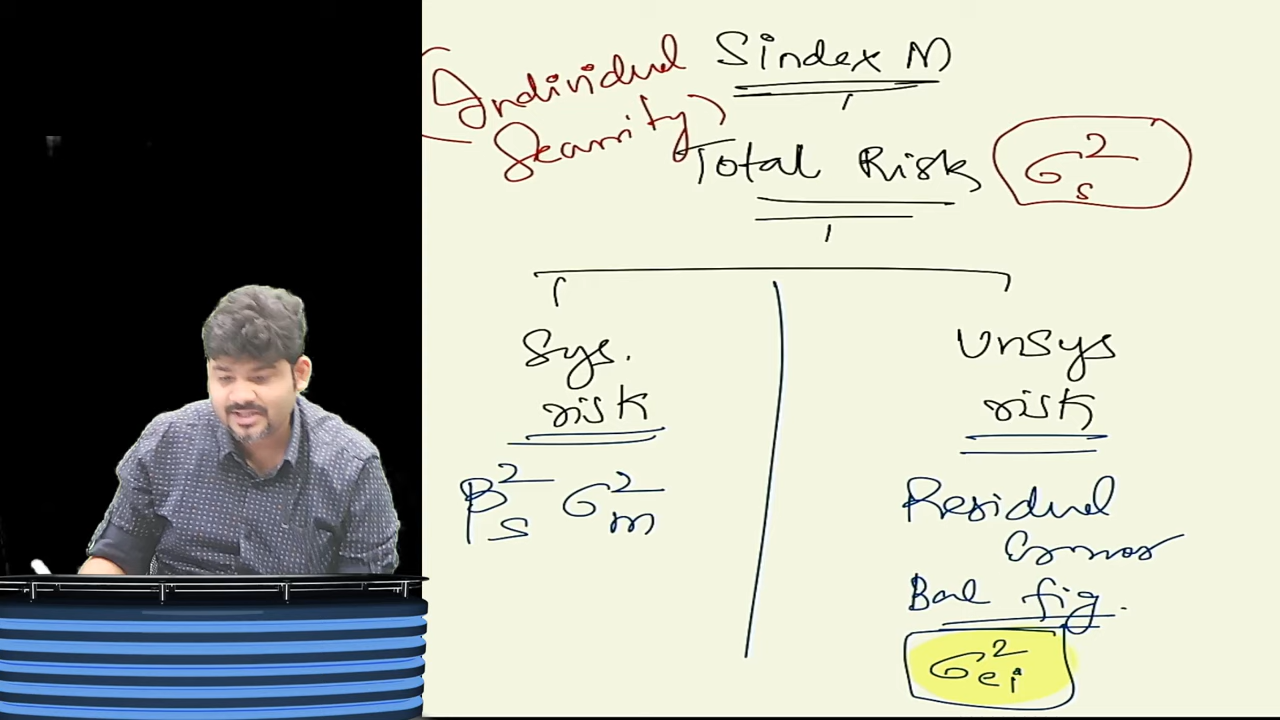 Sindex M
(Individual
Security)
Total Risk
σ²s
Sys.
risk
β²s σ²m
Unsys
risk
Residual
Error
Bal fig.
σ²ei